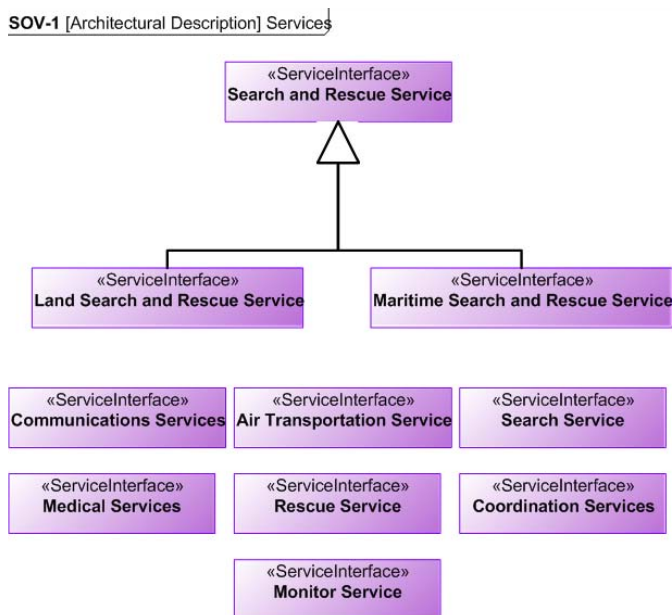 SOV-1 [Architectural Description] Services
«ServiceInterface»
Search and Rescue Service
«ServiceInterface»
Land Search and Rescue Service
«ServiceInterface»
Maritime Search and Rescue Service
«ServiceInterface»
Communications Services
«ServiceInterface»
Air Transportation Service
«ServiceInterface»
Search Service
«ServiceInterface»
Medical Services
«ServiceInterface»
Rescue Service
«ServiceInterface»
Coordination Services
«ServiceInterface»
Monitor Service